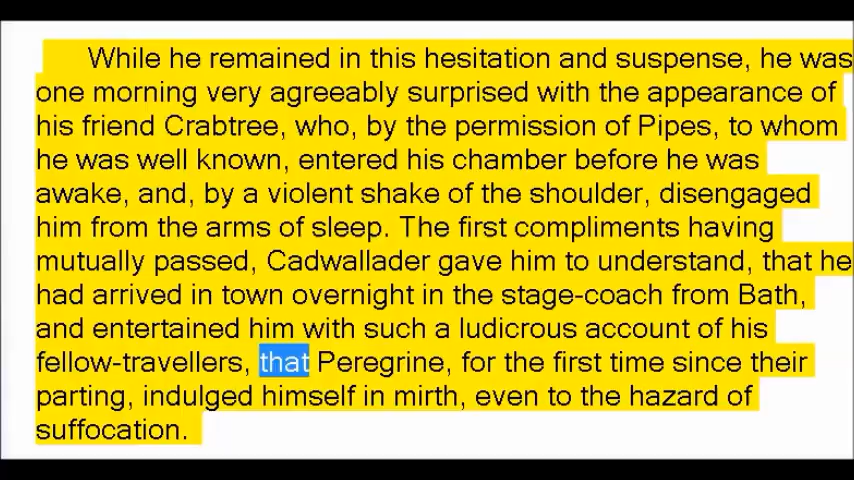 While he remained in this hesitation and suspense, he was
one morning very agreeably surprised with the appearance of
his friend Crabtree, who, by the permission of Pipes, to whom
he was well known, entered his chamber before he was
awake, and, by a violent shake of the shoulder, disengaged
him from the arms of sleep. The first compliments having
mutually passed, Cadwallader gave him to understand, that he
had arrived in town overnight in the stage-coach from Bath,
and entertained him with such a ludicrous account of his
fellow-travellers, that Peregrine, for the first time since their
parting, indulged himself in mirth, even to the hazard of
suffocation.